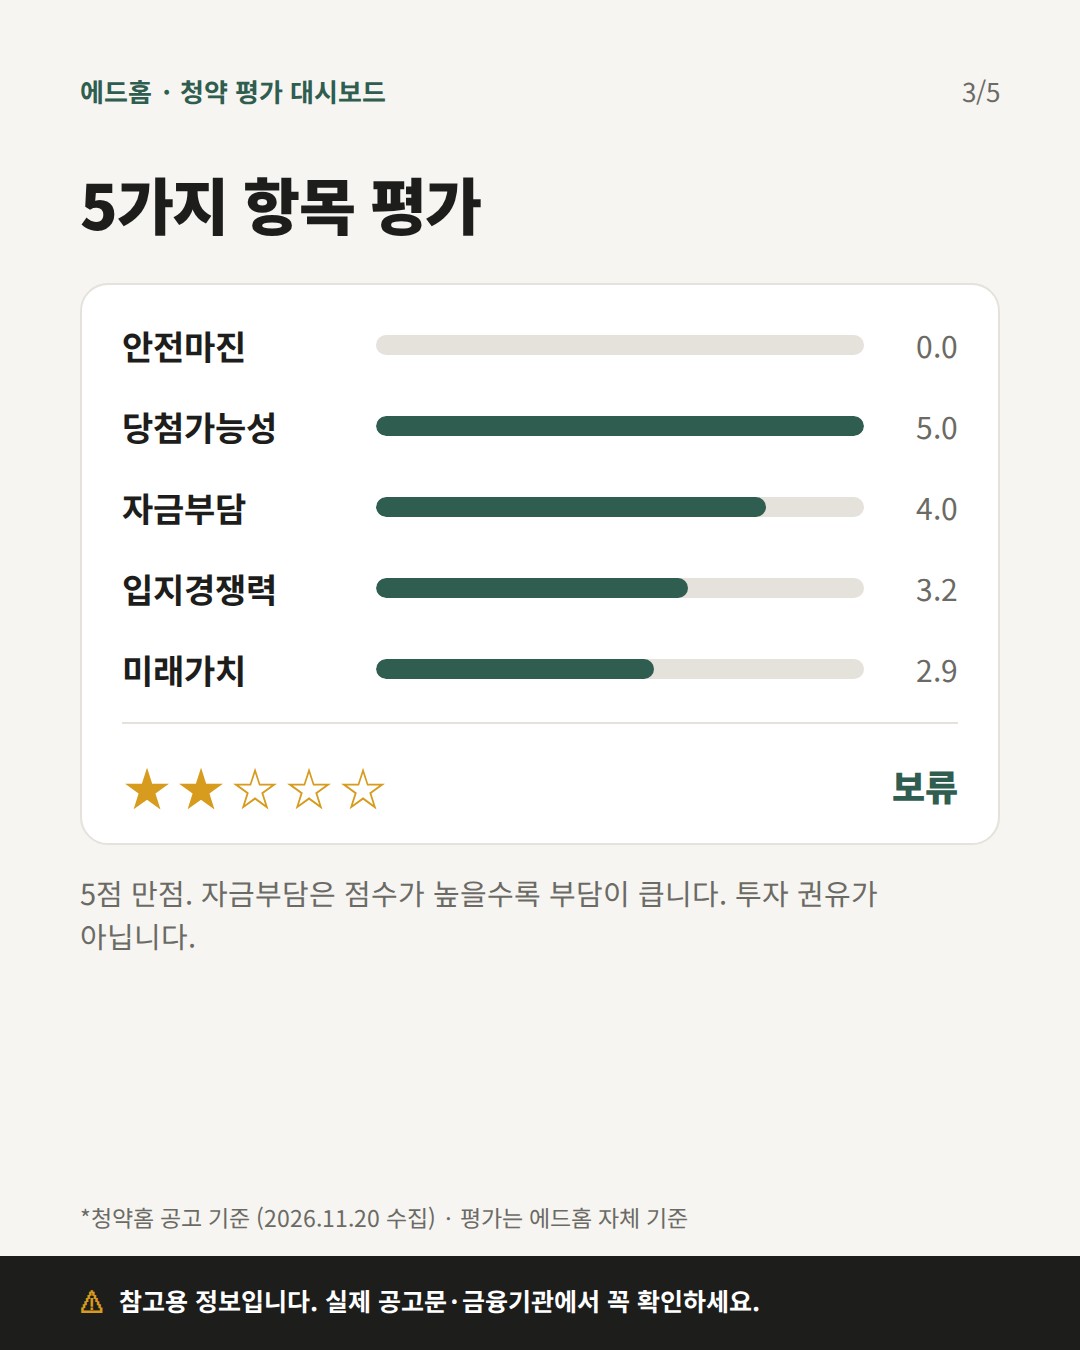 에드홈 · 청약 평가 대시보드
3/5
5가지 항목 평가
안전마진 0.0
당첨가능성 5.0
자금부담 4.0
입지경쟁력 3.2
미래가치 2.9
★★☆☆☆ 보류
5점 만점. 자금부담은 점수가 높을수록 부담이 큽니다. 투자 권유가
아닙니다.
*청약홈 공고 기준 (2026.11.20 수집) · 평가는 에드홈 자체 기준
⚠ 참고용 정보입니다. 실제 공고문·금융기관에서 꼭 확인하세요.